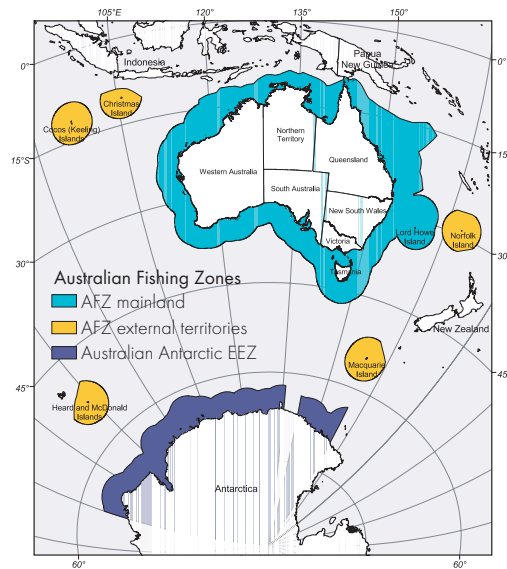 105°E
120°
135°
150°
0°
Indonesia
Papua
New Guinea
0°
Christmas
Island
Cocos (Keeling)
Island
Northern
Territory
15°S
Queensland
15
Western Australia
South Australia
New South Wales
Lord Howe
Island
Norfolk
Island
Victoria
30°
30
Tasmania
Australian Fishing Zones
AFZ mainland
AFZ external territories
Australian Antarctic EEZ
New Zealand
Macquarie
Island
45°
45
Heard and McDonald
Islands
Antarctica
60°
60°